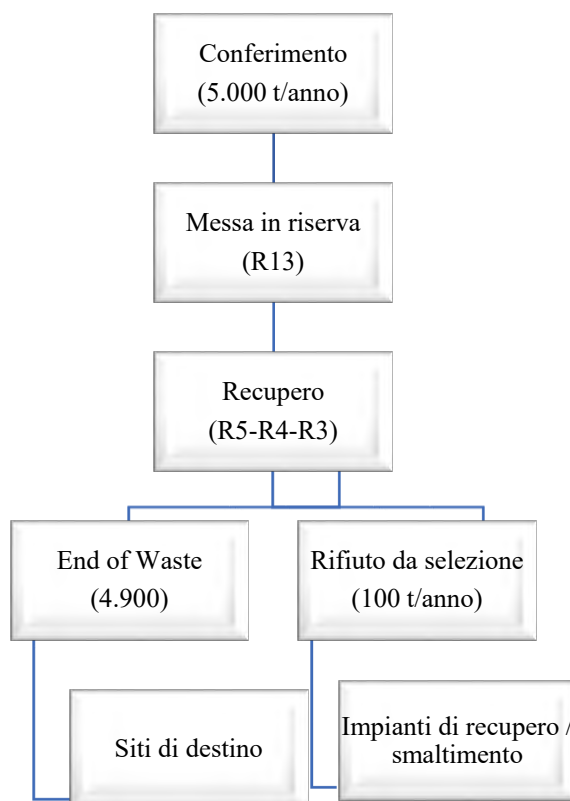 Conferimento
(5.000 t/anno)
Messa in riserva
(R13)
Recupero
(R5-R4-R3)
End of Waste
(4.900)
Rifiuto da selezione
(100 t/anno)
Siti di destino
Impianti di recupero /
smaltimento